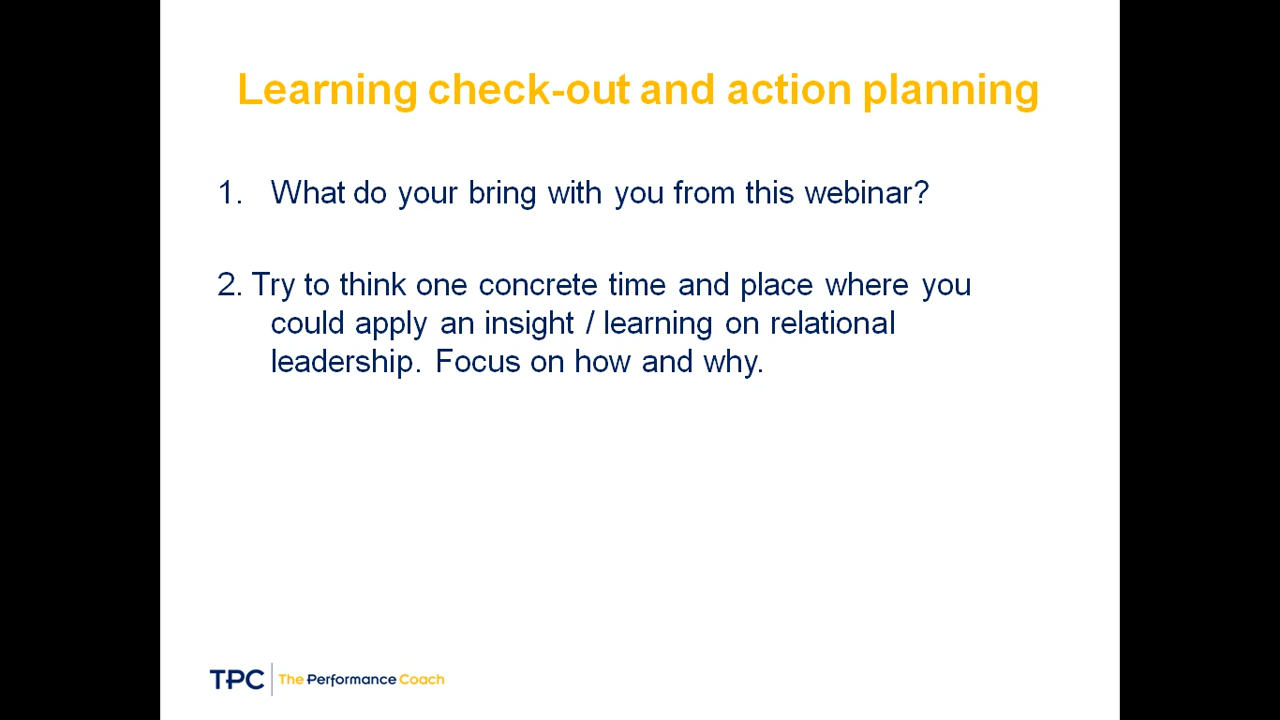 Learning check-out and action planning
1. What do your bring with you from this webinar?
2. Try to think one concrete time and place where you
could apply an insight / learning on relational
leadership. Focus on how and why.
TPC The Performance Coach